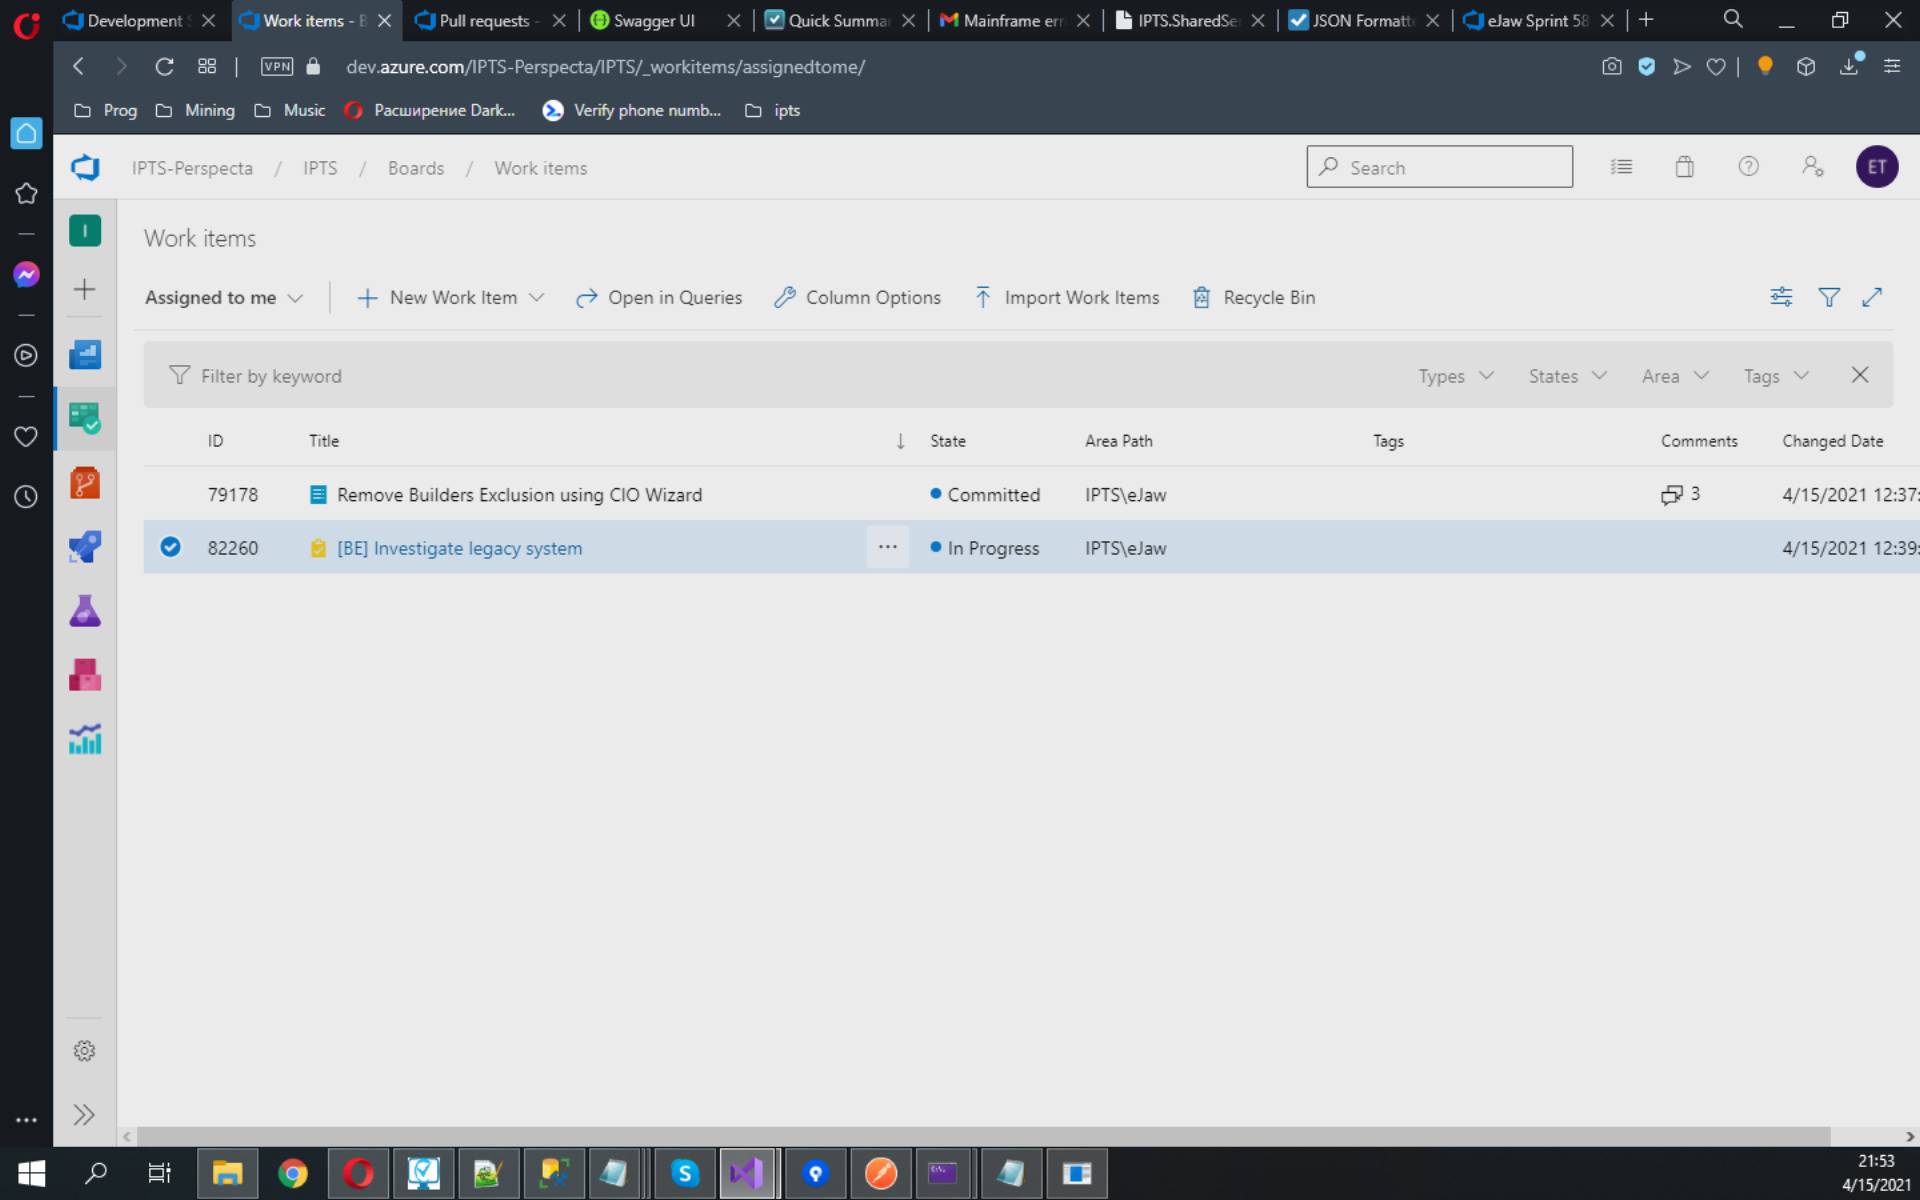 Development S
Work items - B
Pull requests -
Swagger UI
Quick Summar
Mainframe err
IPTS.SharedSe
JSON Formatt
eJaw Sprint 58
VPN
dev.azure.com/IPTS-Perspecta/IPTS/_workitems/assignedtome/
Prog
Mining
Music
Расширение Dark...
Verify phone numb...
ipts
IPTS-Perspecta / IPTS / Boards / Work items
Search
ET
I
Work items
Assigned to me
New Work Item
Open in Queries
Column Options
Import Work Items
Recycle Bin
Filter by keyword
Types
States
Area
Tags
ID Title State Area Path Tags Comments Changed Date
79178 Remove Builders Exclusion using CIO Wizard Committed IPTS\eJaw 3 4/15/2021 12:37:
82260 [BE] Investigate legacy system ... In Progress IPTS\eJaw 4/15/2021 12:39:
21:53
4/15/2021